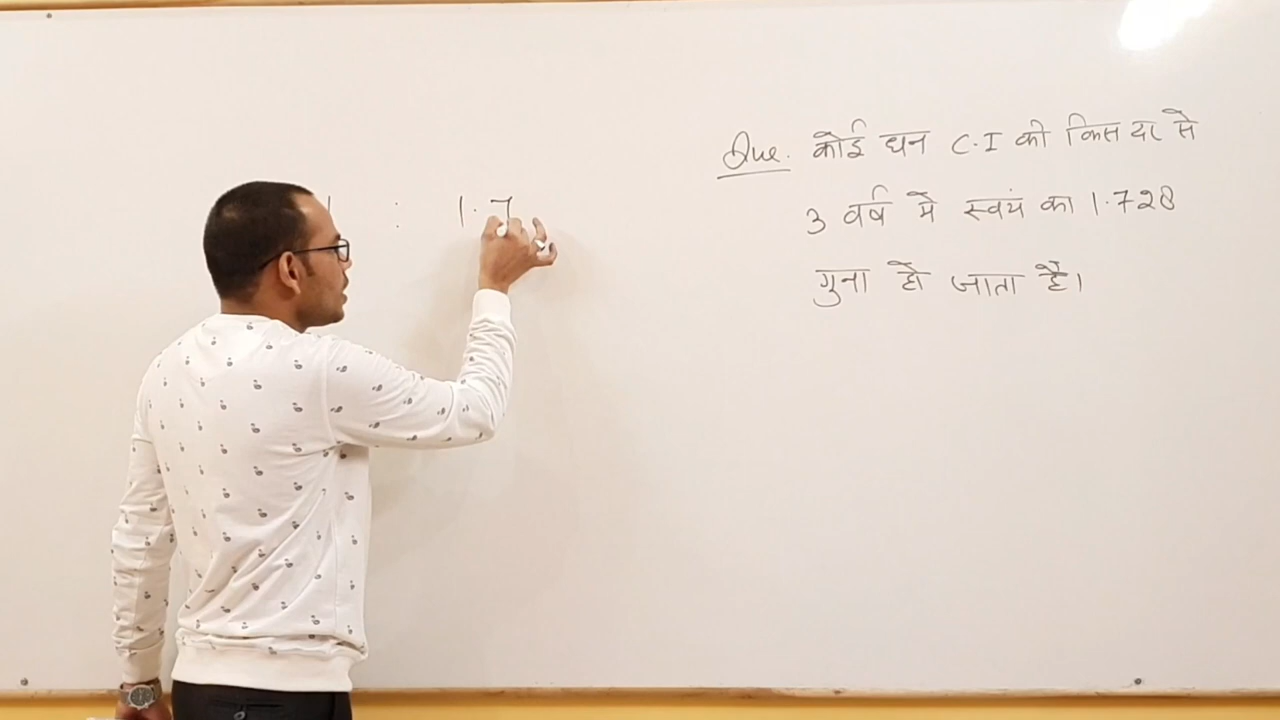 1 : 1.7
Que. कोई धन C.I की किस दर से
3 वर्ष मे स्वयं का 1.728
गुना हो जाता है।